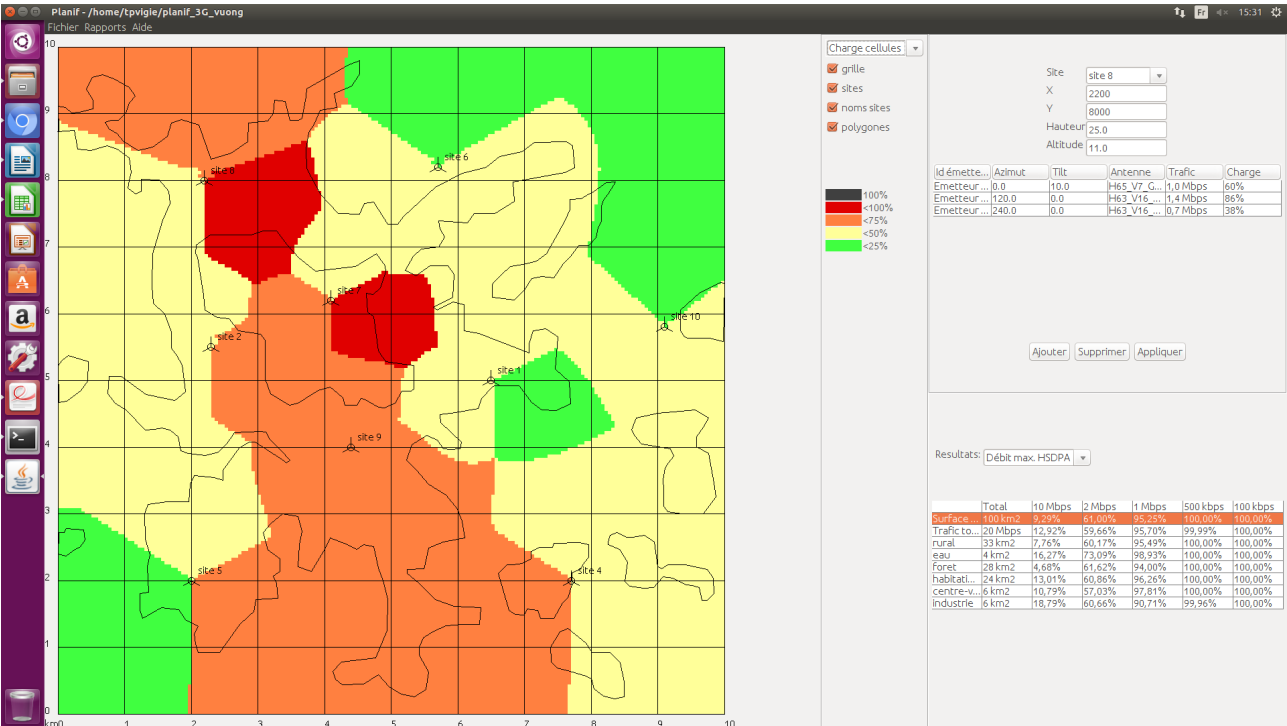 Planif - /home/tpvigie/planif_3G_vuong
Fr
15:31
Fichier Rapports Aide
10
9
8
7
6
5
4
3
2
1
0
km0 1 2 3 4 5 6 7 8 9 10
site 8
site 6
site 7
site 10
site 2
site 1
site 9
site 5
site 4
Charge cellules
grille
sites
noms sites
polygones
100%
<100%
<75%
<50%
<25%
Site site 8
X 2200
Y 8000
Hauteur 25.0
Altitude 11.0
Id émette... Azimut Tilt Antenne Trafic Charge
Emetteur ... 0.0 10.0 H65_V7_G... 1,0 Mbps 60%
Emetteur ... 120.0 0.0 H63_V16_... 1,4 Mbps 86%
Emetteur ... 240.0 0.0 H63_V16_... 0,7 Mbps 38%
Ajouter Supprimer Appliquer
Resultats: Débit max. HSDPA
Total 10 Mbps 2 Mbps 1 Mbps 500 kbps 100 kbps
Surface ... 100 km2 9,29% 61,00% 95,25% 100,00% 100,00%
Trafic to... 20 Mbps 12,92% 59,66% 95,70% 99,99% 100,00%
rural 33 km2 7,76% 60,17% 95,49% 100,00% 100,00%
eau 4 km2 16,27% 73,09% 98,93% 100,00% 100,00%
foret 28 km2 4,68% 61,62% 94,00% 100,00% 100,00%
habitati... 24 km2 13,01% 60,86% 96,26% 100,00% 100,00%
centre-v... 6 km2 10,79% 57,03% 97,81% 100,00% 100,00%
industrie 6 km2 18,79% 60,66% 90,71% 99,96% 100,00%